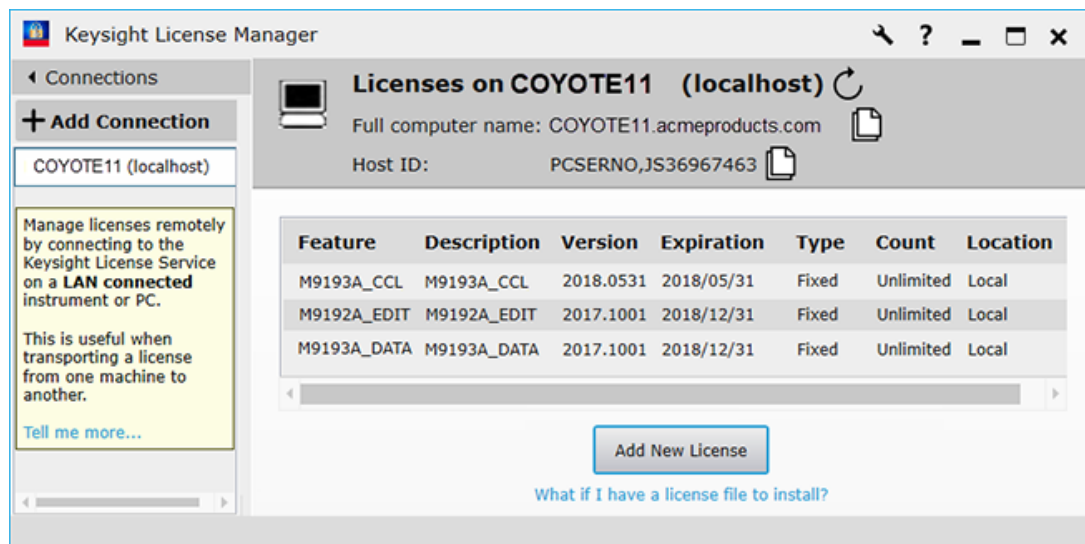 Keysight License Manager ?
Connections
+ Add Connection
COYOTE11 (localhost)
Manage licenses remotely
by connecting to the
Keysight License Service
on a LAN connected
instrument or PC.
This is useful when
transporting a license
from one machine to
another.
Tell me more...
Licenses on COYOTE11 (localhost)
Full computer name: COYOTE11.acmeproducts.com
Host ID: PCSERNO,JS36967463
Feature Description Version Expiration Type Count Location
M9193A_CCL M9193A_CCL 2018.0531 2018/05/31 Fixed Unlimited Local
M9192A_EDIT M9192A_EDIT 2017.1001 2018/12/31 Fixed Unlimited Local
M9193A_DATA M9193A_DATA 2017.1001 2018/12/31 Fixed Unlimited Local
Add New License
What if I have a license file to install?